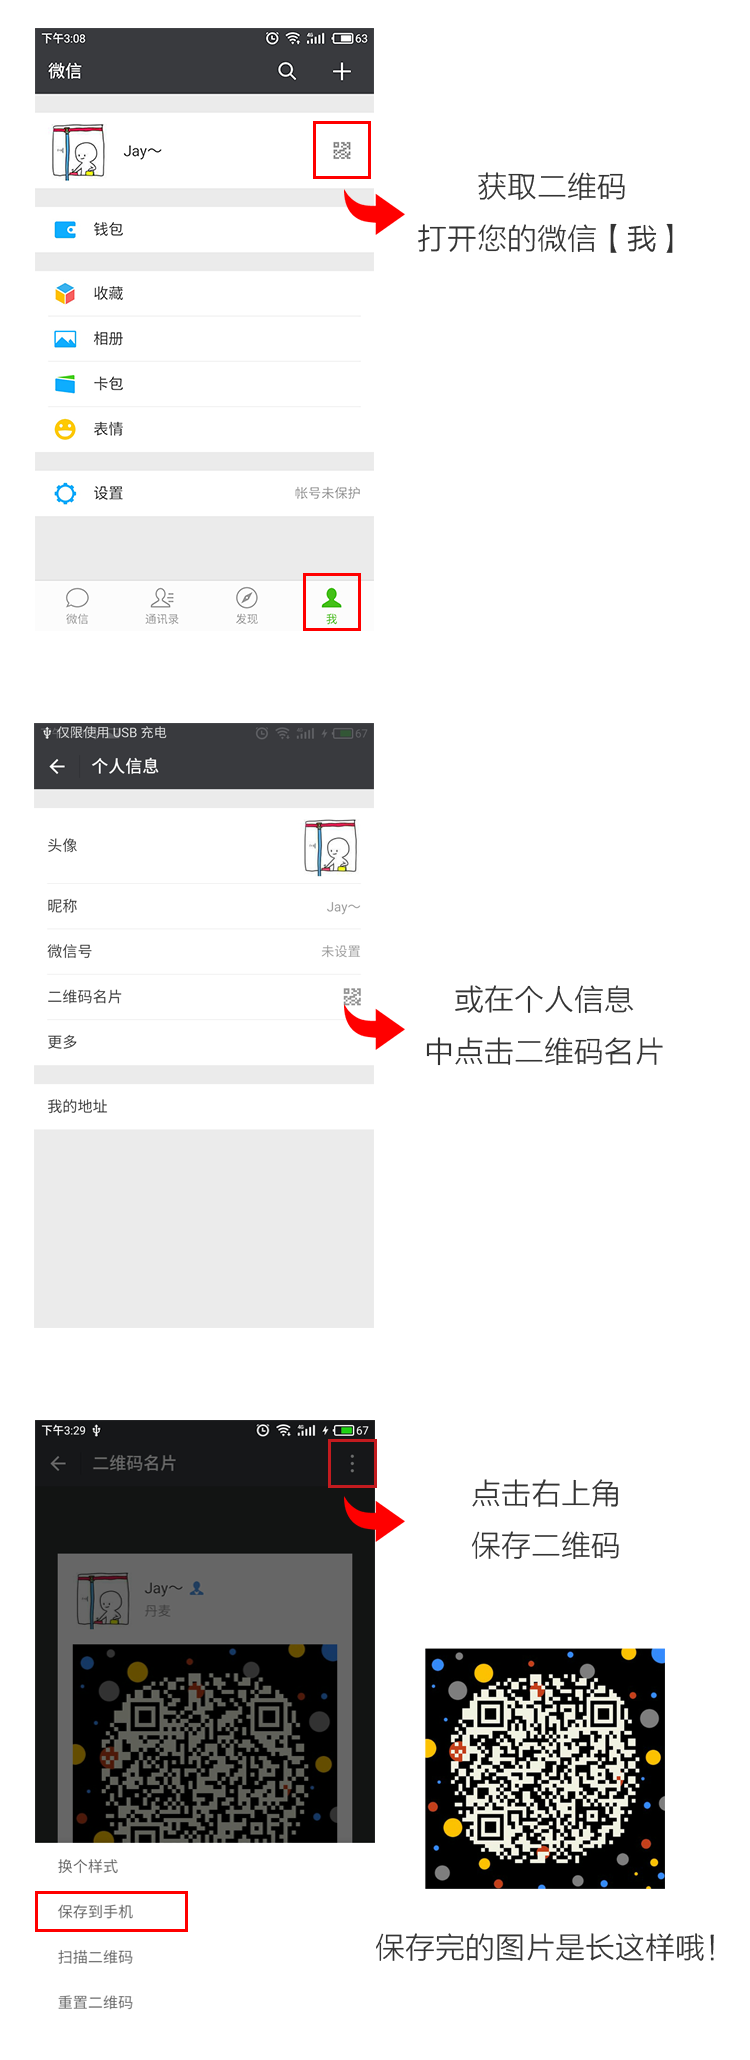 下午3:08
63
微信
Jay～
获取二维码
打开您的微信【我】
钱包
收藏
相册
卡包
表情
设置
帐号未保护
微信
通讯录
发现
我
仅限使用 USB 充电
67
个人信息
头像
昵称
Jay～
微信号
未设置
二维码名片
更多
我的地址
或在个人信息
中点击二维码名片
下午3:29
67
二维码名片
点击右上角
保存二维码
Jay～
丹麦
换个样式
保存到手机
扫描二维码
重置二维码
保存完的图片是长这样哦！